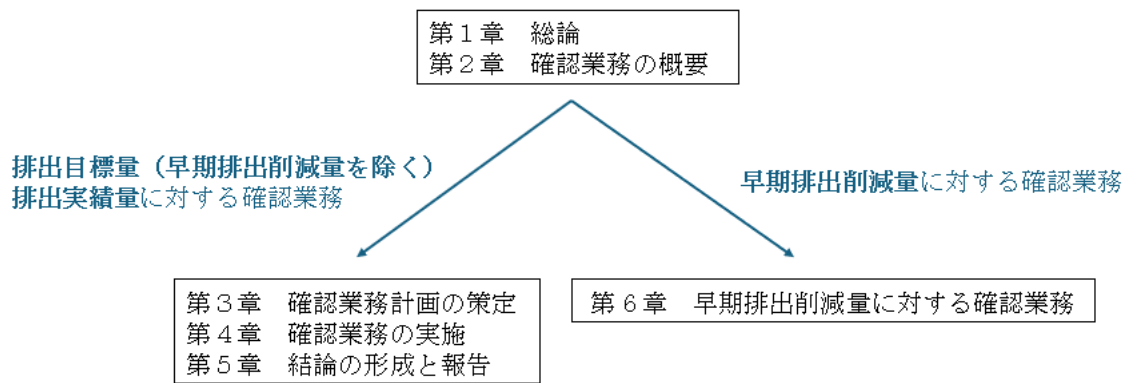 第１章　総論
第２章　確認業務の概要
排出目標量（早期排出削減量を除く）
排出実績量に対する確認業務
早期排出削減量に対する確認業務
第３章　確認業務計画の策定
第４章　確認業務の実施
第５章　結論の形成と報告
第６章　早期排出削減量に対する確認業務